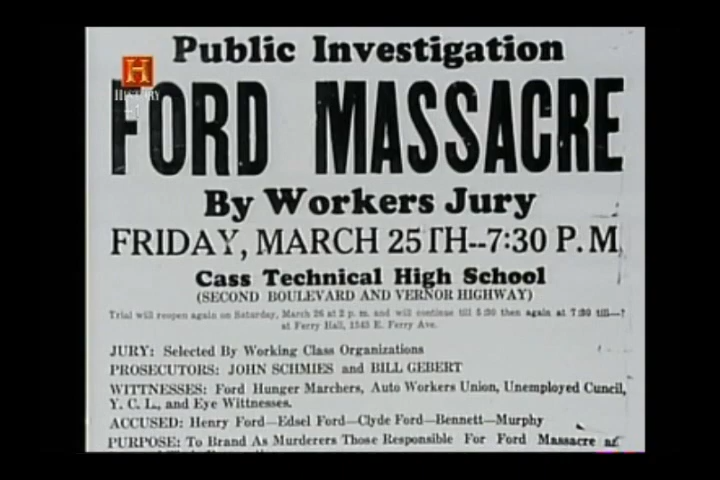 Public Investigation
H
HISTORY
+1
FORD MASSACRE
By Workers Jury
FRIDAY, MARCH 25TH--7:30 P.M
Cass Technical High School
(SECOND BOULEVARD AND VERNOR HIGHWAY)
Trial will reopen again on Saturday, March 26 at 2 p. m. and will continue till 5:30 then again at 7:30 till—?
at Ferry Hall, 1343 E. Ferry Ave.
JURY: Selected By Working Class Organizations
PROSECUTORS: JOHN SCHMIES and BILL GEBERT
WITTNESSES: Ford Hunger Marchers, Auto Workers Union, Unemployed Cuncil,
Y. C. L., and Eye Wittnesses.
ACCUSED: Henry Ford—Edsel Ford—Clyde Ford—Bennett—Murphy
PURPOSE: To Brand As Murderers Those Responsible For Ford Massacre